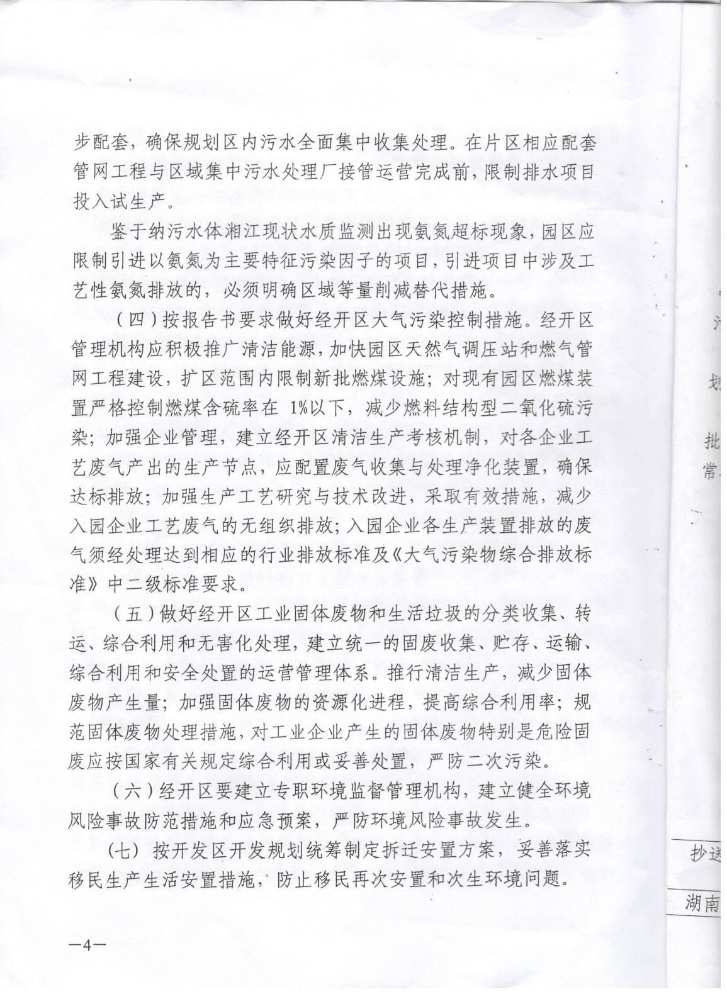 步配套，确保规划区内污水全面集中收集处理。在片区相应配套
管网工程与区域集中污水处理厂接管运营完成前，限制排水项目
投入试生产。
鉴于纳污水体湘江现状水质监测出现氨氮超标现象，园区应
限制引进以氨氮为主要特征污染因子的项目，引进项目中涉及工
艺性氨氮排放的，必须明确区域等量削减替代措施。
（四）按报告书要求做好经开区大气污染控制措施。经开区
管理机构应积极推广清洁能源，加快园区天然气调压站和燃气管
网工程建设，扩区范围内限制新批燃煤设施；对现有园区燃煤装
置严格控制燃煤含硫率在 1%以下，减少燃料结构型二氧化硫污
染；加强企业管理，建立经开区清洁生产考核机制，对各企业工
艺废气产出的生产节点，应配置废气收集与处理净化装置，确保
达标排放；加强生产工艺研究与技术改进，采取有效措施，减少
入园企业工艺废气的无组织排放；入园企业各生产装置排放的废
气须经处理达到相应的行业排放标准及《大气污染物综合排放标
准》中二级标准要求。
（五）做好经开区工业固体废物和生活垃圾的分类收集、转
运、综合利用和无害化处理，建立统一的固废收集、贮存、运输、
综合利用和安全处置的运营管理体系。推行清洁生产，减少固体
废物产生量；加强固体废物的资源化进程，提高综合利用率；规
范固体废物处理措施，对工业企业产生的固体废物特别是危险固
废应按国家有关规定综合利用或妥善处置，严防二次污染。
（六）经开区要建立专职环境监督管理机构，建立健全环境
风险事故防范措施和应急预案，严防环境风险事故发生。
（七） 按开发区开发规划统筹制定拆迁安置方案，妥善落实
移民生产生活安置措施，防止移民再次安置和次生环境问题。
—4—
划
批
常
抄送
湖南